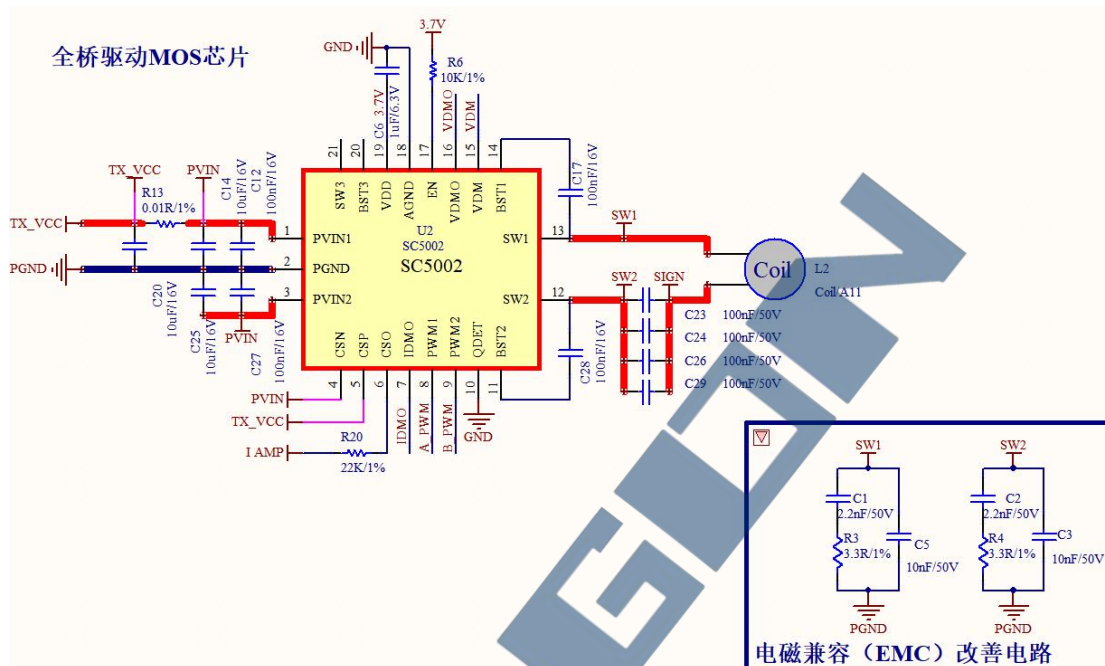 全桥驱动MOS芯片
GND
3.7V
R6
10K/1%
C6 3.7V
1uF/6.3V
VDMO
VDM
21
20
19
18
17
16
15
14
SW3
BST3
VDD
AGND
EN
VDMO
VDM
BST1
C17
100nF/16V
TX_VCC
PVIN
C14
10uF/16V
C12
100nF/16V
R13
0.01R/1%
TX_VCC
PGND
1
2
3
PVIN1
PGND
PVIN2
U2
SC5002
SC5002
SW1
SW2
13
12
SW1
SW2
SIGN
Coil
L2
Coil/A11
C20
10uF/16V
C25
10uF/16V
PVIN
C27
100nF/16V
CSN
CSP
CSO
IDMO
PWM1
PWM2
QDET
BST2
4
5
6
7
8
9
10
11
C28
100nF/16V
C23 100nF/50V
C24 100nF/50V
C26 100nF/50V
C29 100nF/50V
PVIN
TX_VCC
I AMP
R20
22K/1%
IDMO
A_PWM
B_PWM
GND
SW1
C1
2.2nF/50V
R3
3.3R/1%
C5
10nF/50V
PGND
SW2
C2
2.2nF/50V
R4
3.3R/1%
C3
10nF/50V
PGND
电磁兼容（EMC）改善电路